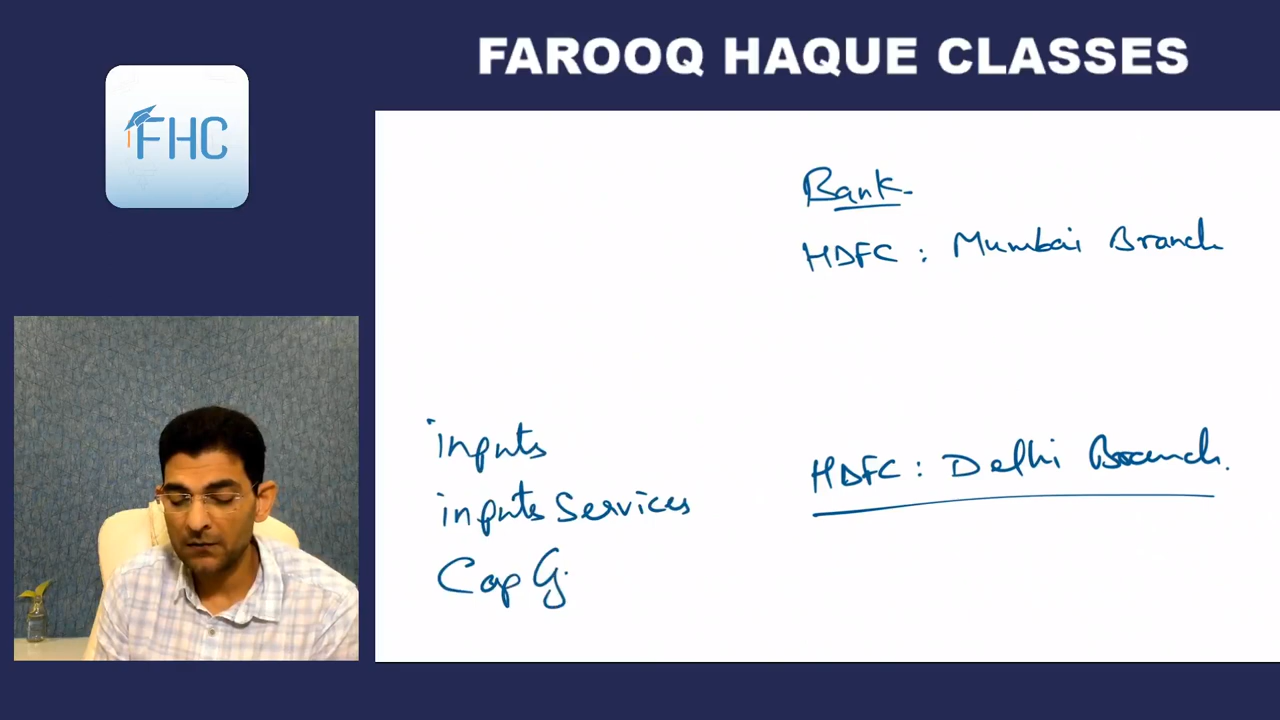 FAROOQ HAQUE CLASSES
FHC
Bank
HDFC : Mumbai Branch
inputs
inputs Services
Cap G.
HDFC : Delhi Branch.